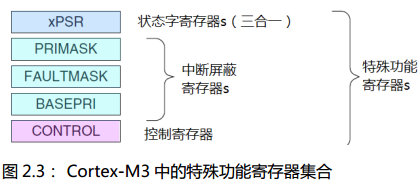 xPSR 状态字寄存器s(三合一)
PRIMASK
FAULTMASK
BASEPRI
CONTROL 控制寄存器
中断屏蔽
寄存器s
特殊功能
寄存器s
图 2.3: Cortex-M3 中的特殊功能寄存器集合